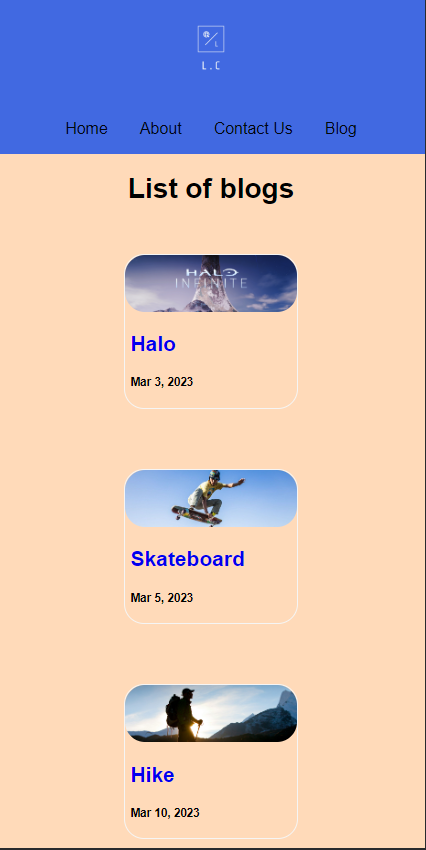 L.C
Home About Contact Us Blog
List of blogs
HALO
INFINITE
Halo
Mar 3, 2023
Skateboard
Mar 5, 2023
Hike
Mar 10, 2023